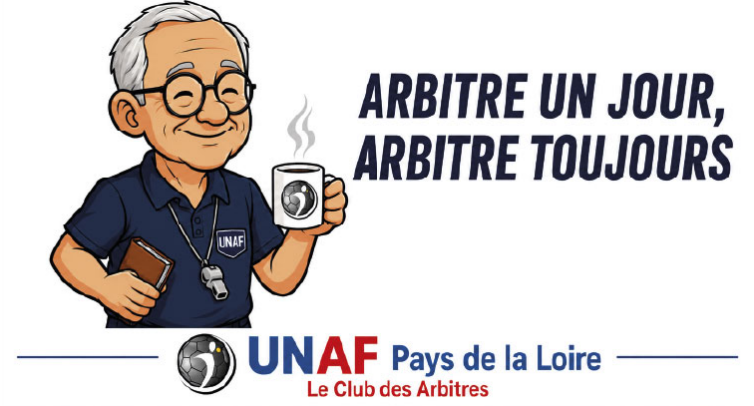 ARBITRE UN JOUR,
ARBITRE TOUJOURS
UNAF
UNAF Pays de la Loire
Le Club des Arbitres